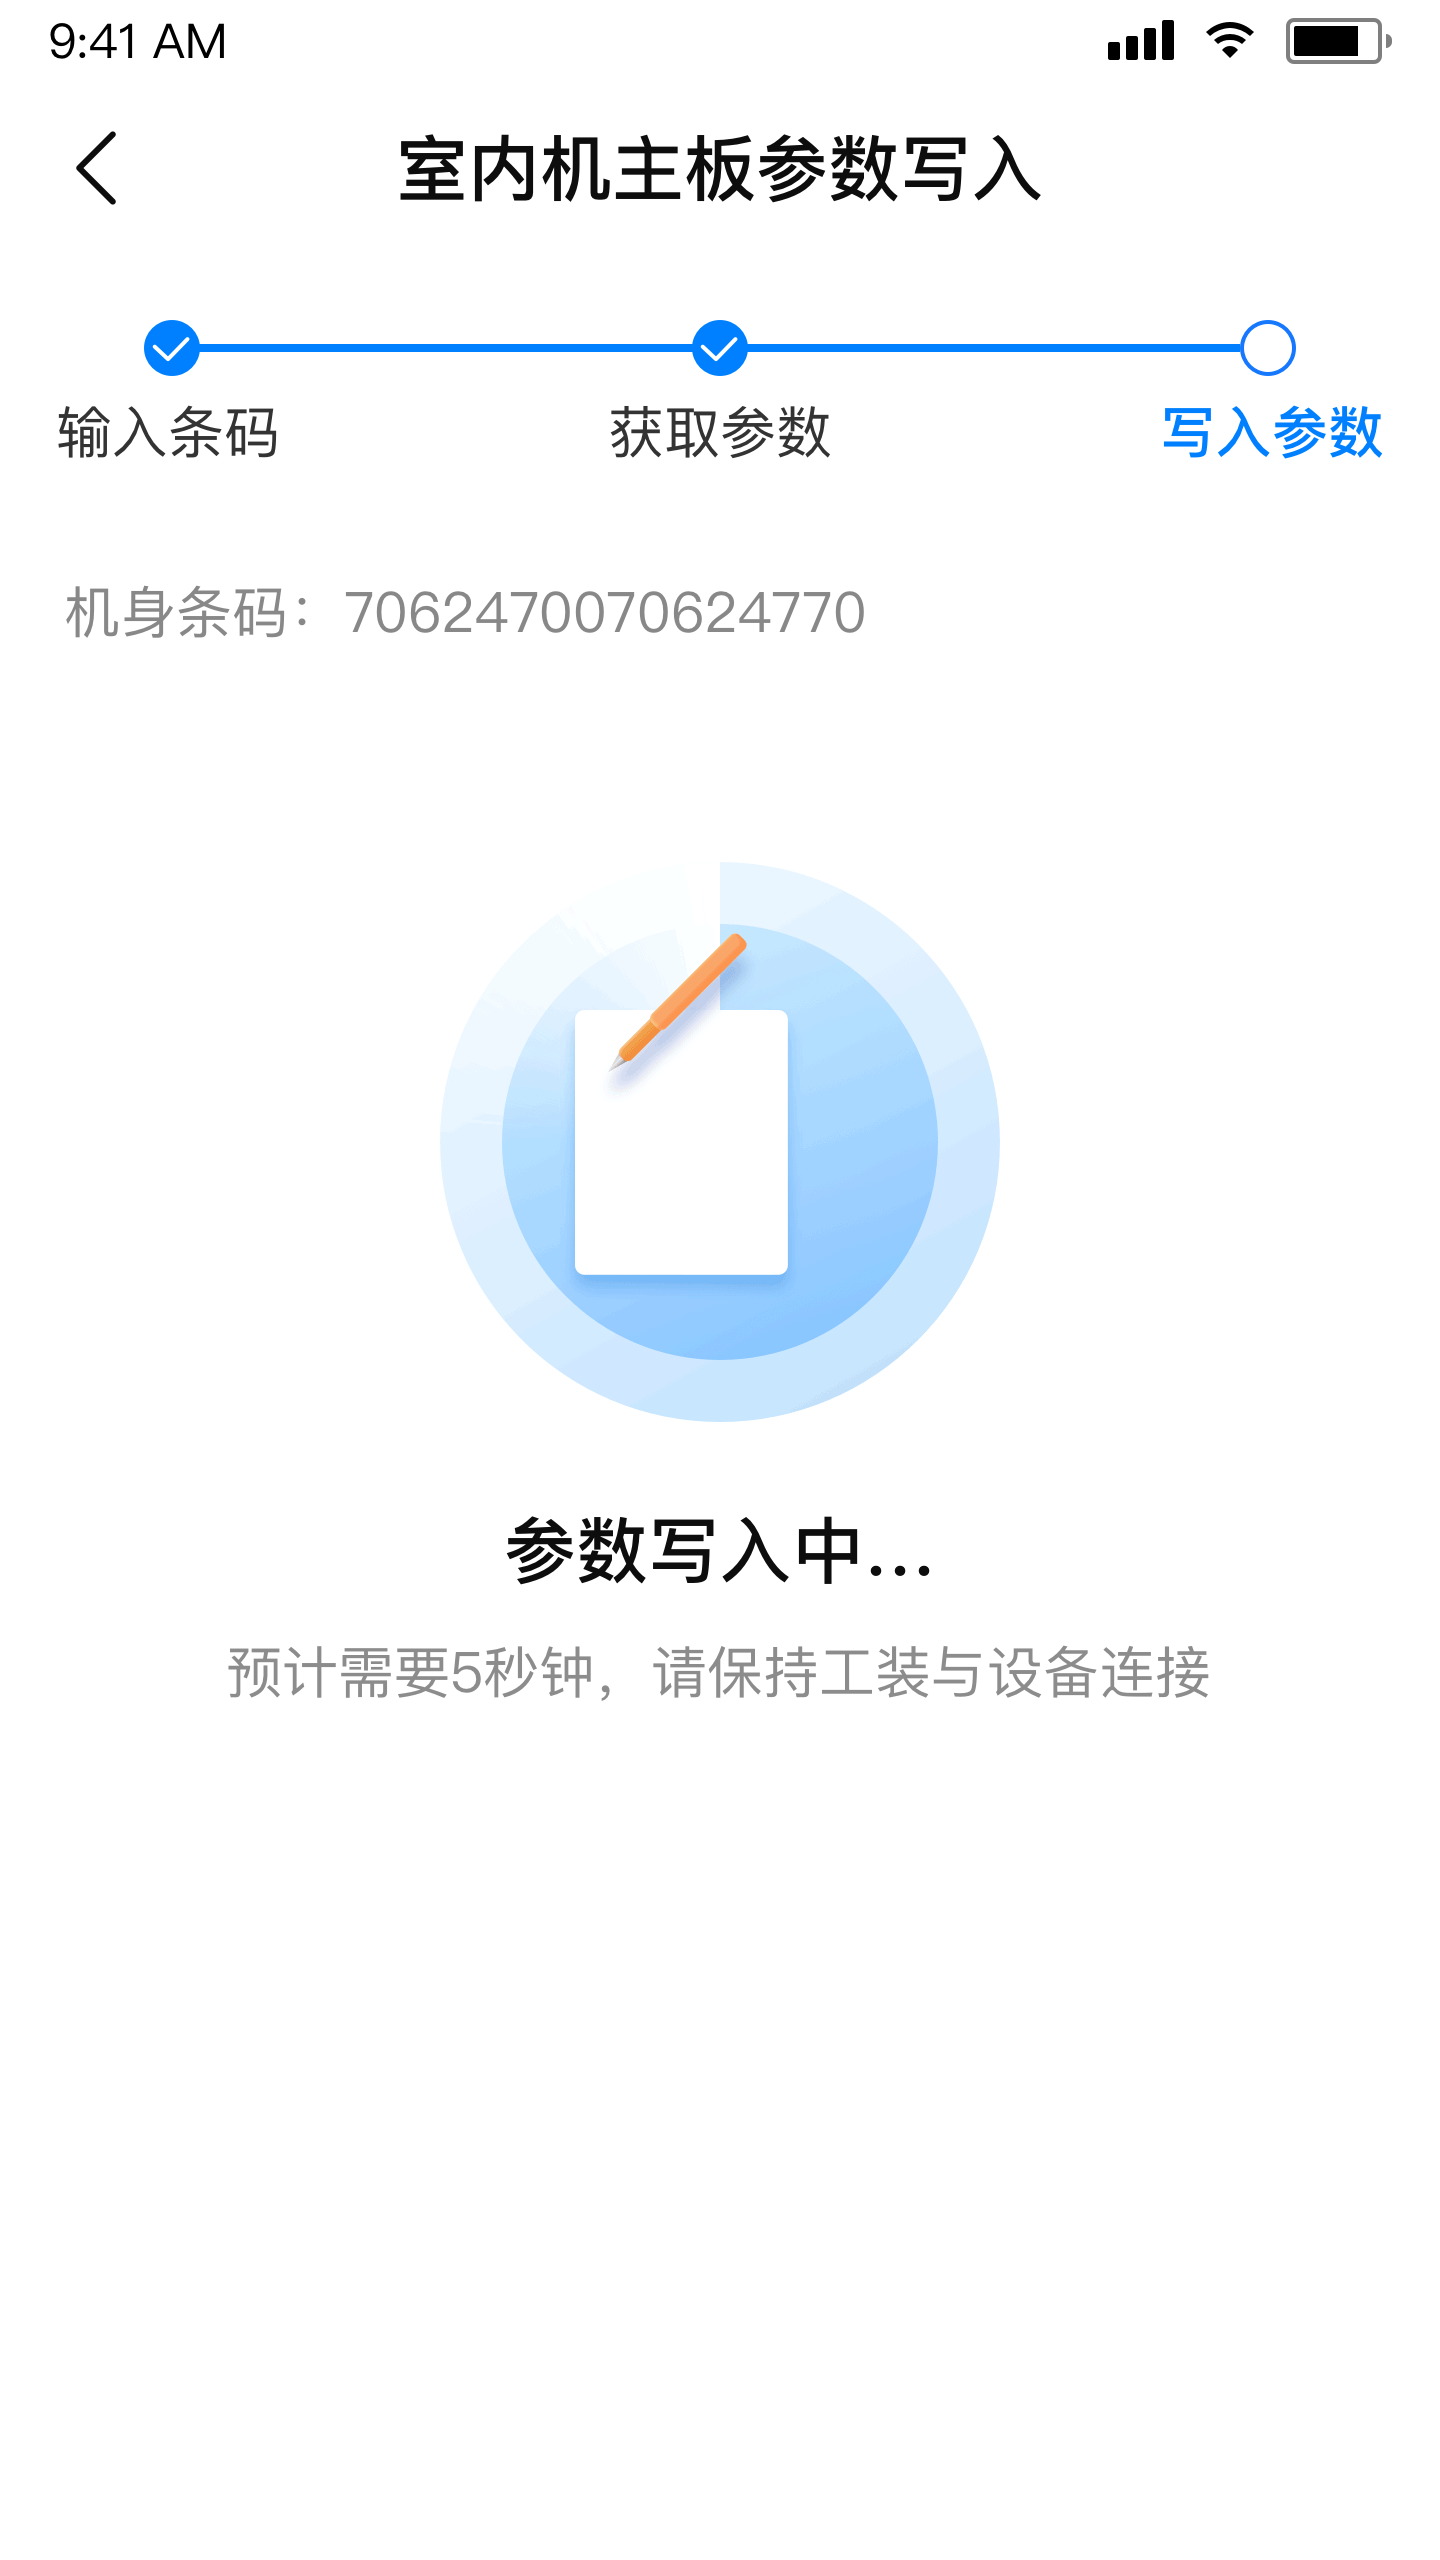 9:41 AM
室内机主板参数写入
输入条码
获取参数
写入参数
机身条码：7062470070624770
参数写入中...
预计需要5秒钟，请保持工装与设备连接